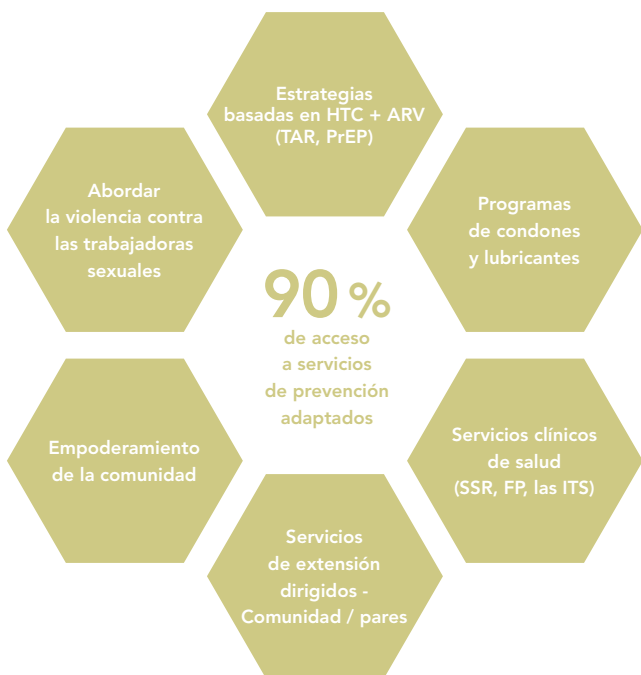 Estrategias
basadas en HTC + ARV
(TAR, PrEP)
Abordar
la violencia contra
las trabajadoras
sexuales
Programas
de condones
y lubricantes
90 %
de acceso
a servicios
de prevención
adaptados
Empoderamiento
de la comunidad
Servicios clínicos
de salud
(SSR, FP, las ITS)
Servicios
de extensión
dirigidos -
Comunidad / pares